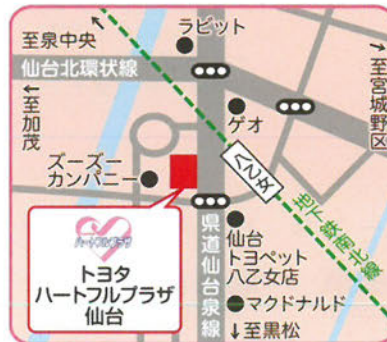 至泉中央
ラビット
仙台北環状線
至宮城野区
至加茂
ゲオ
ズーズー
カンパニー
八乙女
地下鉄南北線
ハートフルプラザ
トヨタ
ハートフルプラザ
仙台
仙台
トヨペット
八乙女店
県道仙台泉線
マクドナルド
至黒松